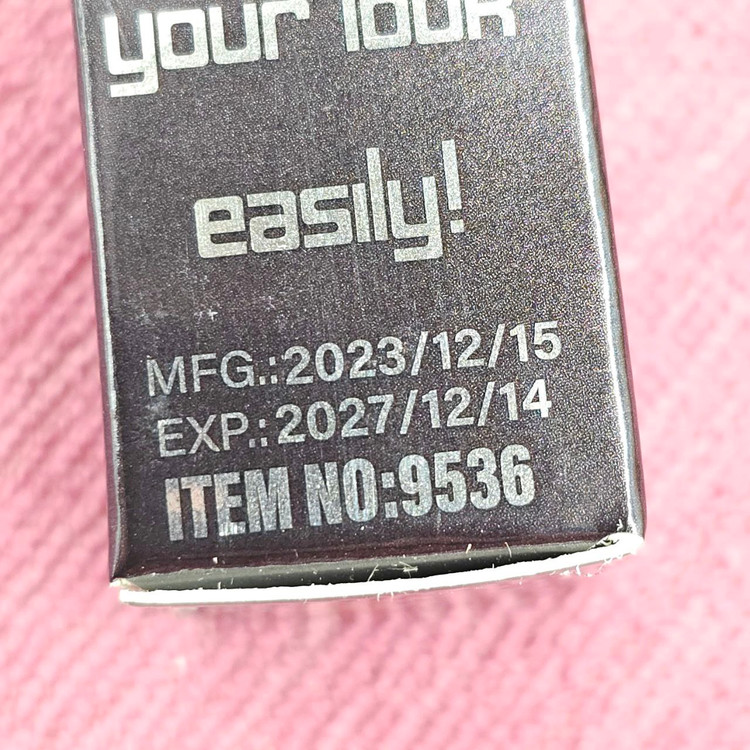 your look
easily!
MFG.:2023/12/15
EXP.:2027/12/14
ITEM NO:9536